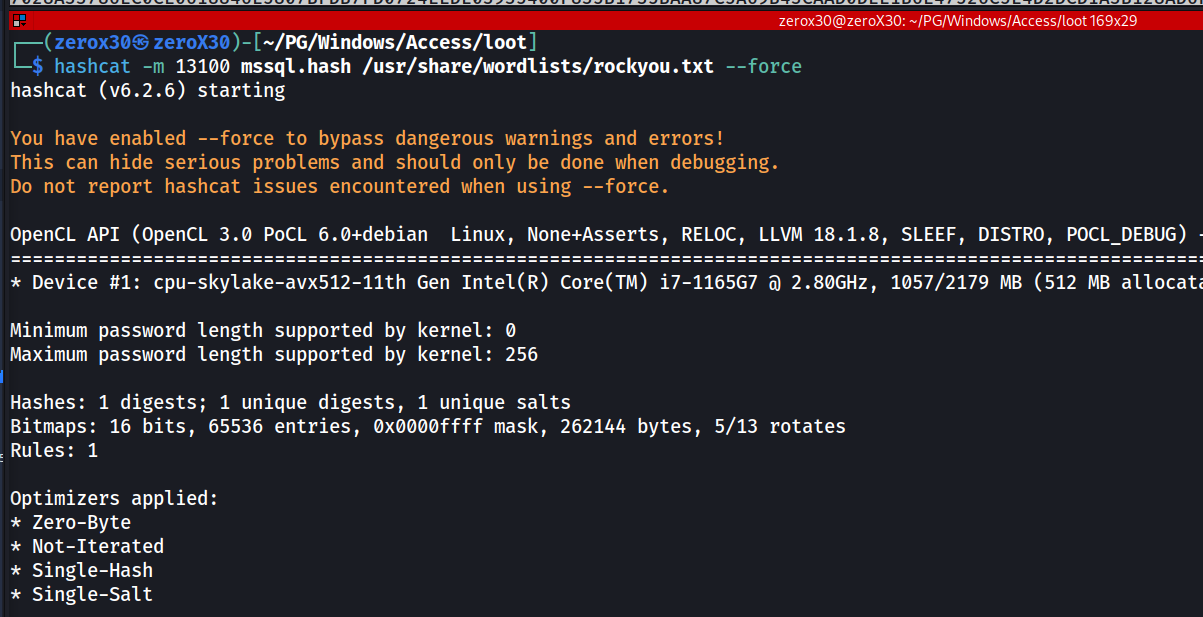 zerox30@zeroX30: ~/PG/Windows/Access/loot 169x29
┌──(zerox30㉿zeroX30)-[~/PG/Windows/Access/loot]
└─$ hashcat -m 13100 mssql.hash /usr/share/wordlists/rockyou.txt --force
hashcat (v6.2.6) starting
You have enabled --force to bypass dangerous warnings and errors!
This can hide serious problems and should only be done when debugging.
Do not report hashcat issues encountered when using --force.
OpenCL API (OpenCL 3.0 PoCL 6.0+debian  Linux, None+Asserts, RELOC, LLVM 18.1.8, SLEEF, DISTRO, POCL_DEBUG) -
* Device #1: cpu-skylake-avx512-11th Gen Intel(R) Core(TM) i7-1165G7 @ 2.80GHz, 1057/2179 MB (512 MB allocata
Minimum password length supported by kernel: 0
Maximum password length supported by kernel: 256
Hashes: 1 digests; 1 unique digests, 1 unique salts
Bitmaps: 16 bits, 65536 entries, 0x0000ffff mask, 262144 bytes, 5/13 rotates
Rules: 1
Optimizers applied:
* Zero-Byte
* Not-Iterated
* Single-Hash
* Single-Salt